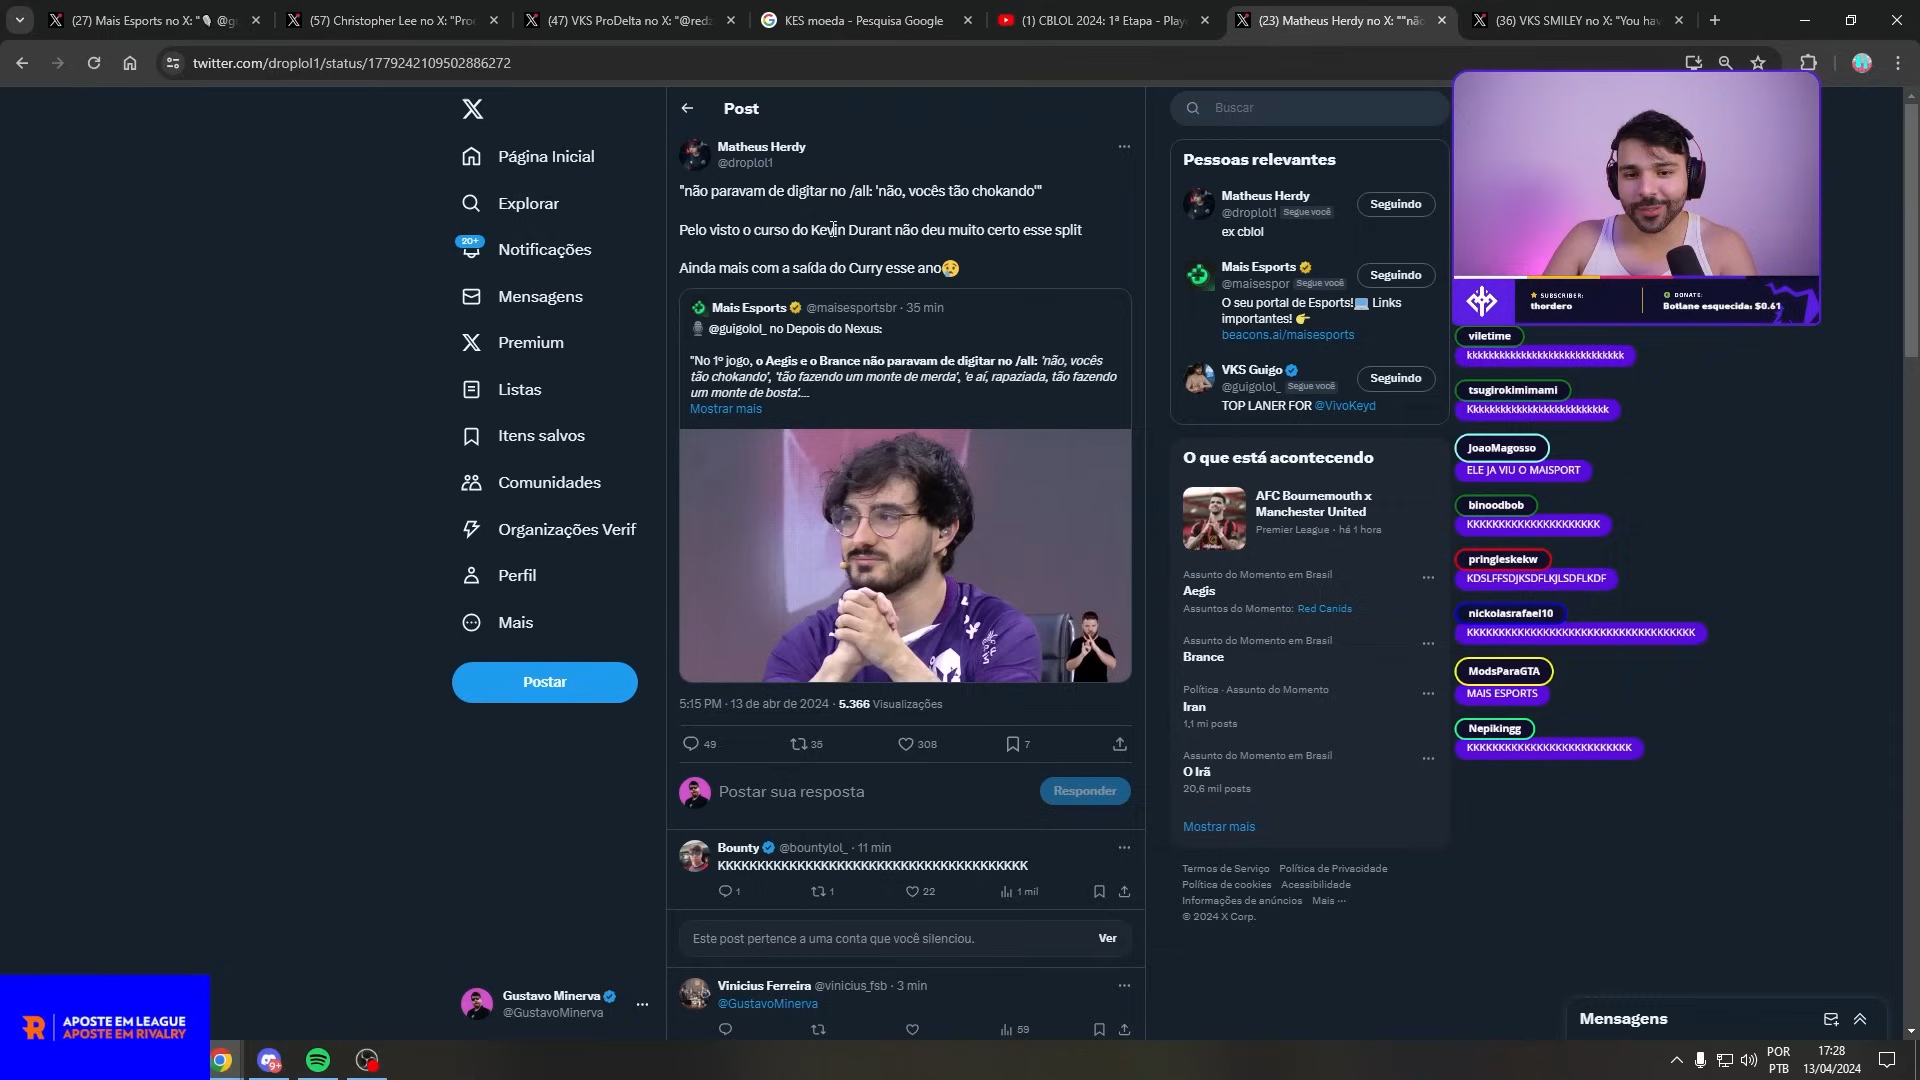 (27) Mais Esports no X: "🎙️ @g
(57) Christopher Lee no X: "Pro
(47) VKS ProDelta no X: "@red
KES moeda - Pesquisa Google
(1) CBLOL 2024: 1ª Etapa - Play
(23) Matheus Herdy no X: ""não
(36) VKS SMILEY no X: "You hav
twitter.com/droplol1/status/1779242109502886272
Página Inicial
Explorar
20+
Notificações
Mensagens
Premium
Listas
Itens salvos
Comunidades
Organizações Verif
Perfil
Mais
Postar
Gustavo Minerva
@GustavoMinerva
APOSTE EM LEAGUE
APOSTE EM RIVALRY
Post
Matheus Herdy
@droplol1
"não paravam de digitar no /all: 'não, vocês tão chokando'"
Pelo visto o curso do Kevin Durant não deu muito certo esse split
Ainda mais com a saída do Curry esse ano😢
Mais Esports @maisesportsbr · 35 min
🎙️ @guigolol_ no Depois do Nexus:
"No 1º jogo, o Aegis e o Brance não paravam de digitar no /all: 'não, vocês
tão chokando', 'tão fazendo um monte de merda', 'e aí, rapaziada, tão fazendo
um monte de bosta'....
Mostrar mais
5:15 PM · 13 de abr de 2024 · 5.366 Visualizações
49 35 308 7
Postar sua resposta
Responder
Bounty @bountylol_ · 11 min
KKKKKKKKKKKKKKKKKKKKKKKKKKKKKKKKKKKKKK
1 1 22 1 mil
Este post pertence a uma conta que você silenciou.
Ver
Vinicius Ferreira @vinicius_fsb · 3 min
@GustavoMinerva
59
Buscar
Pessoas relevantes
Matheus Herdy
@droplol1 Segue você
Seguindo
ex cblol
Mais Esports
@maisespor Segue você
Seguindo
O seu portal de Esports!💻 Links
importantes! 👉
beacons.ai/maisesports
VKS Guigo
@guigolol_ Segue você
Seguindo
TOP LANER FOR @VivoKeyd
O que está acontecendo
AFC Bournemouth x
Manchester United
Premier League · há 1 hora
Assunto do Momento em Brasil
Aegis
Assuntos do Momento: Red Canids
Assunto do Momento em Brasil
Brance
Política · Assunto do Momento
Iran
1,1 mi posts
Assunto do Momento em Brasil
O Irã
20,6 mil posts
Mostrar mais
Termos de Serviço Política de Privacidade
Política de cookies Acessibilidade
Informações de anúncios Mais ···
© 2024 X Corp.
SUBSCRIBER:
thordero
DONATE:
Botlane esquecida: $0.61
viletime
kkkkkkkkkkkkkkkkkkkkkkkkkkkk
tsugirokimimami
Kkkkkkkkkkkkkkkkkkkkkkkkk
JoaoMagosso
ELE JA VIU O MAISPORT
blnoodbob
KKKKKKKKKKKKKKKKKKKKK
pringleskekw
KDSLFFSDJKSDFLKJLSDFLKDF
nickolasrafael10
KKKKKKKKKKKKKKKKKKKKKKKKKKKKKKKKKKKK
ModsParaGTA
MAIS ESPORTS
Nepikingg
KKKKKKKKKKKKKKKKKKKKKKKKKK
Mensagens
9+
POR
PTB
17:28
13/04/2024